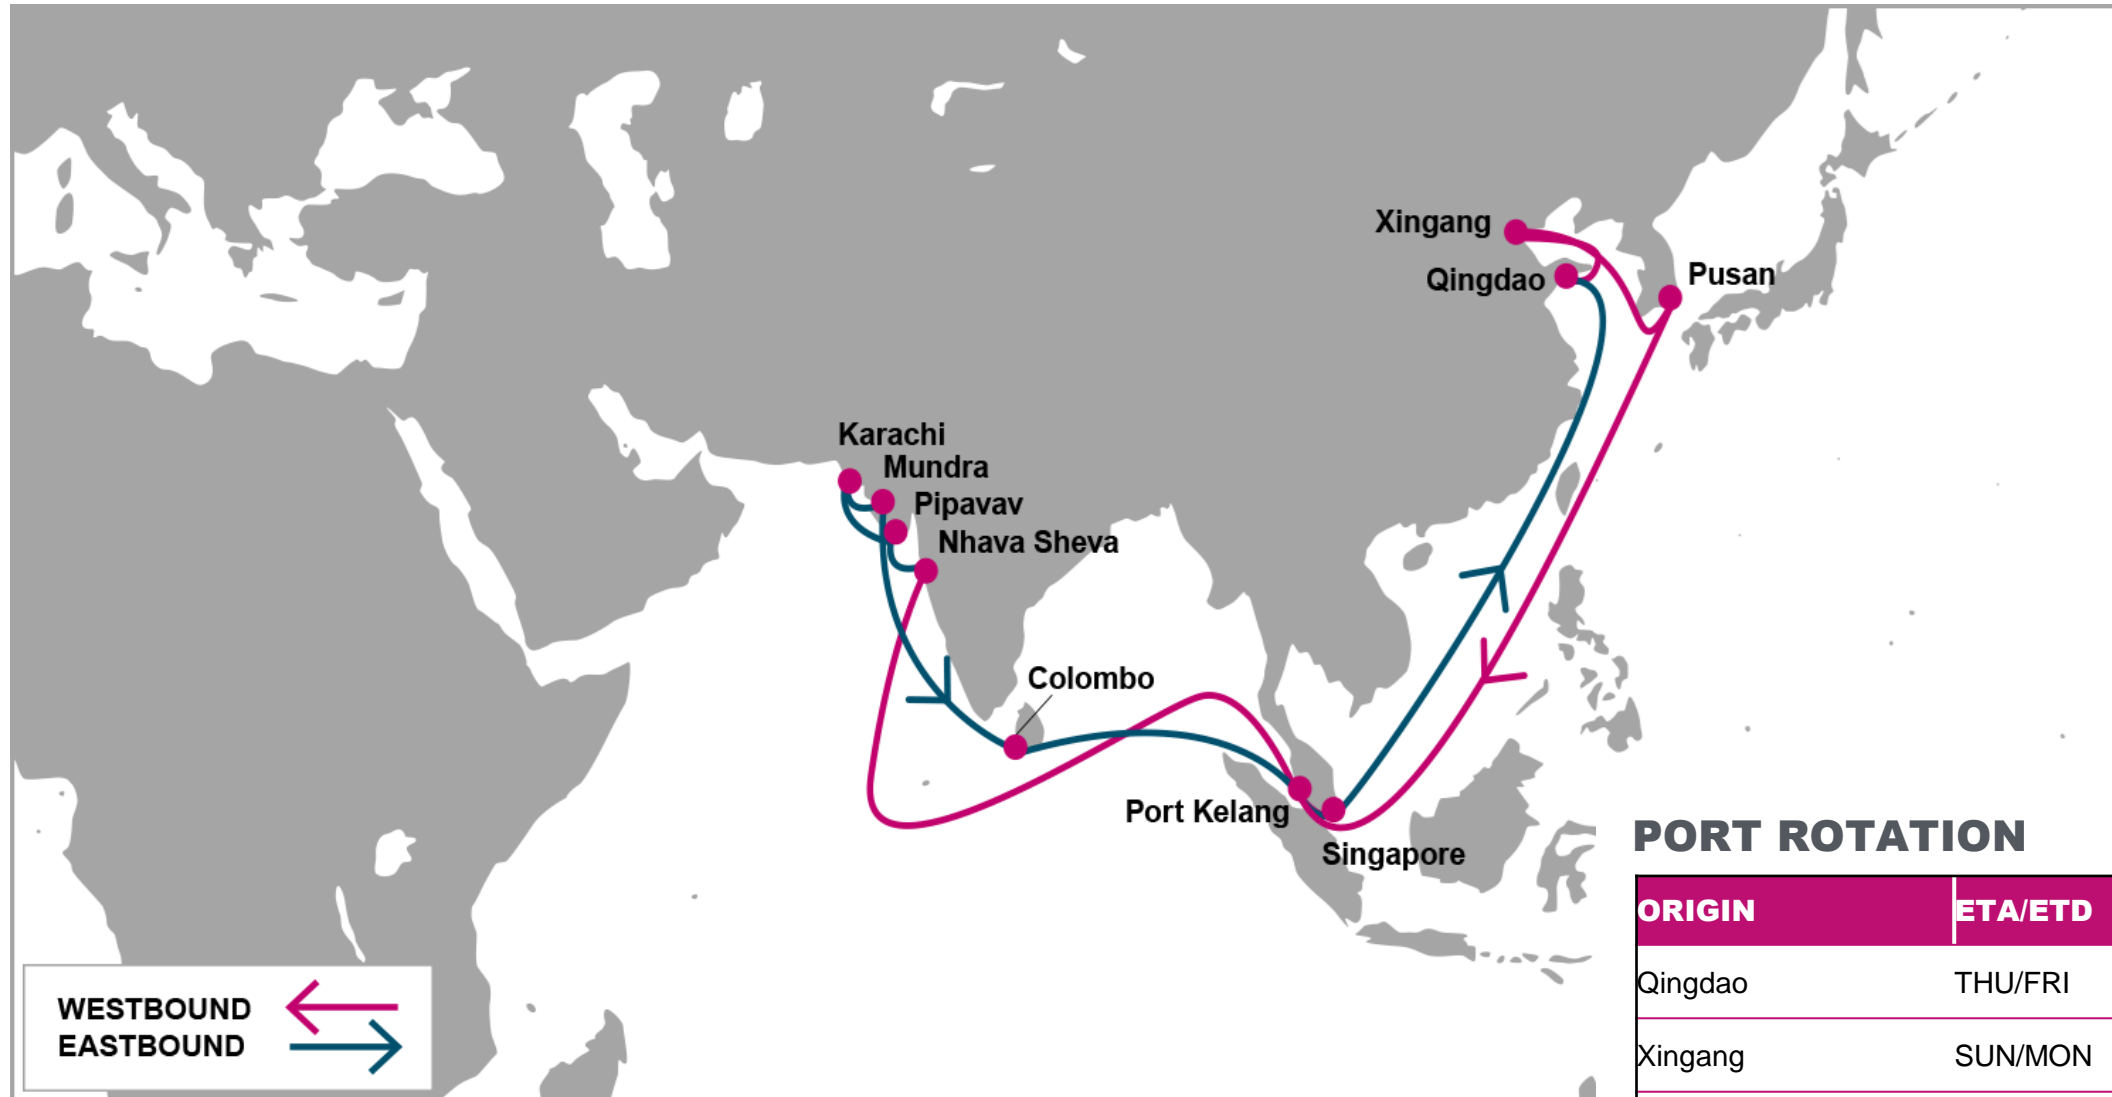 Xingang
Qingdao
Pusan
Karachi
Mundra
Pipavav
Nhava Sheva
Colombo
Port Kelang
Singapore
WESTBOUND
EASTBOUND
PORT ROTATION
ORIGIN ETA/ETD
Qingdao THU/FRI
Xingang SUN/MON